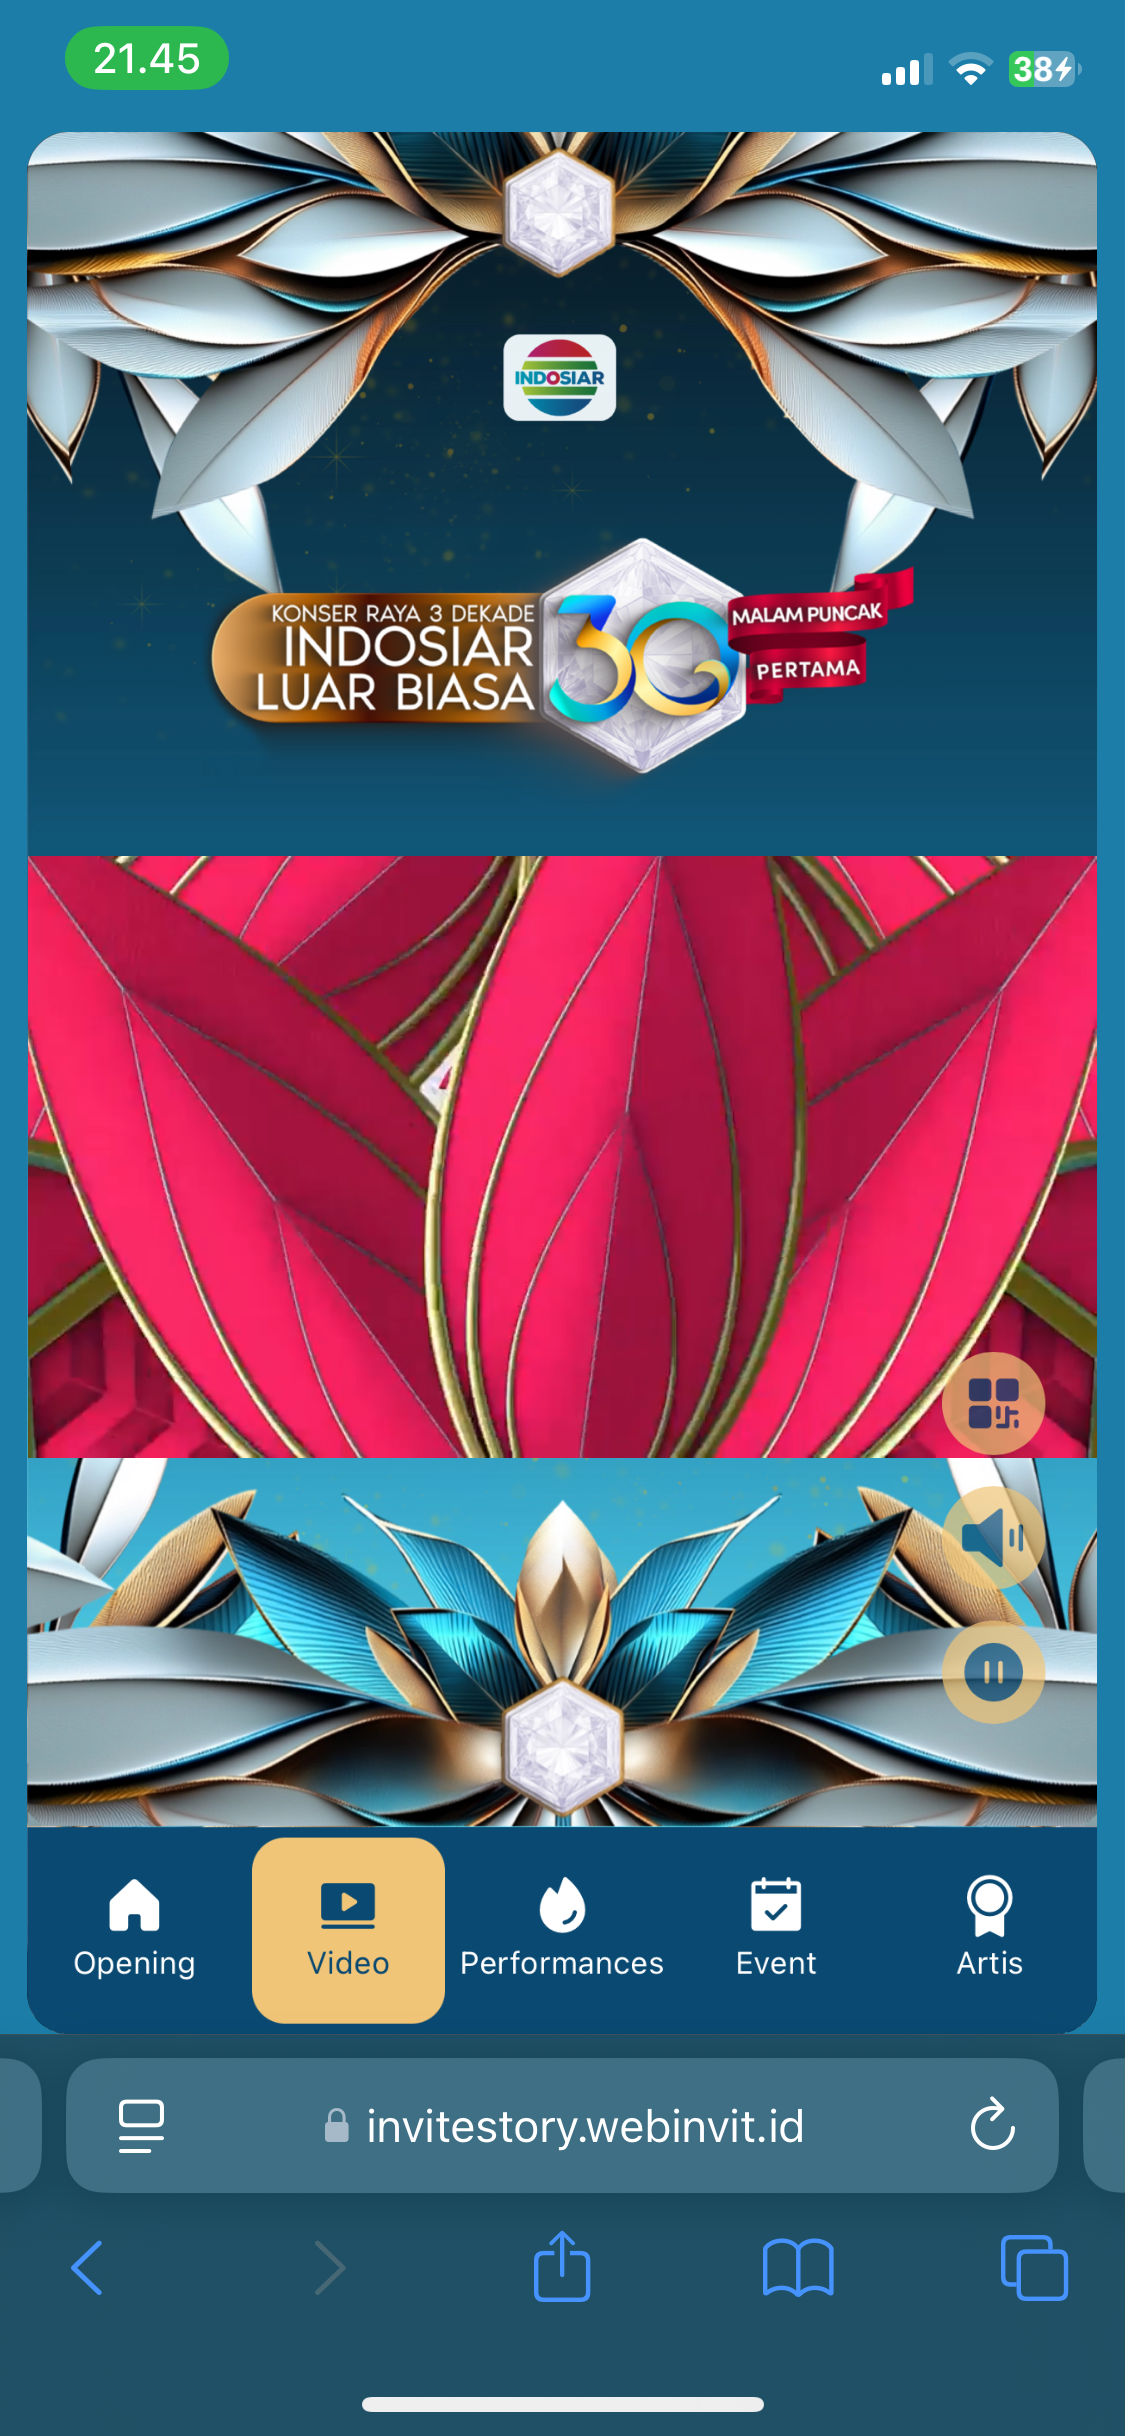 21.45
38
INDOSIAR
KONSER RAYA 3 DEKADE
INDOSIAR
LUAR BIASA
30
MALAM PUNCAK
PERTAMA
Opening
Video
Performances
Event
Artis
invitestory.webinvit.id